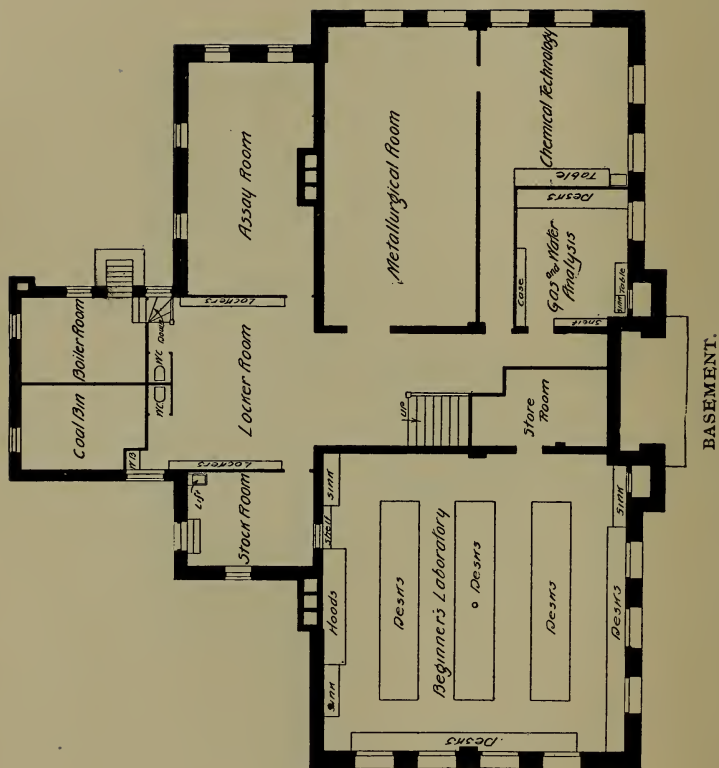 Boiler Room
Coal Bin
W.C.
W.C.
DOWN
W.B.
Assay Room
Lockers
Locker Room
Lockers
Lift
Stock Room
Metallurgical Room
Chemical Technology
Table
Desks
Gas and Water
Analysis
Case
Sink
Table
Shelf
UP
Store
Room
Sink
Shelf
Hoods
Sink
Beginner's Laboratory
Desks
Desks
Desks
Sink
Desks
Desks
BASEMENT.